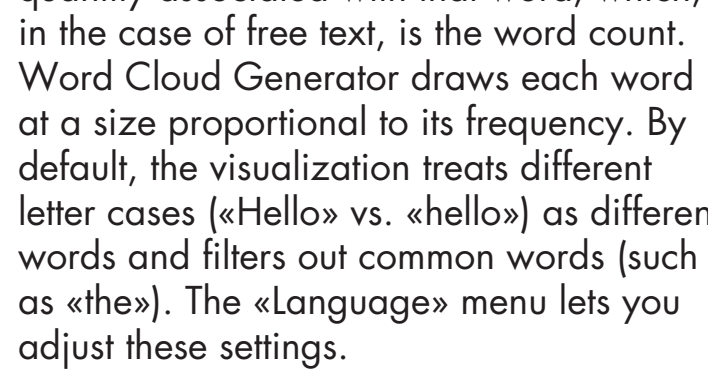 in the case of free text, is the word count.
Word Cloud Generator draws each word
at a size proportional to its frequency. By
default, the visualization treats different
letter cases («Hello» vs. «hello») as differen
words and filters out common words (such
as «the»). The «Language» menu lets you
adjust these settings.